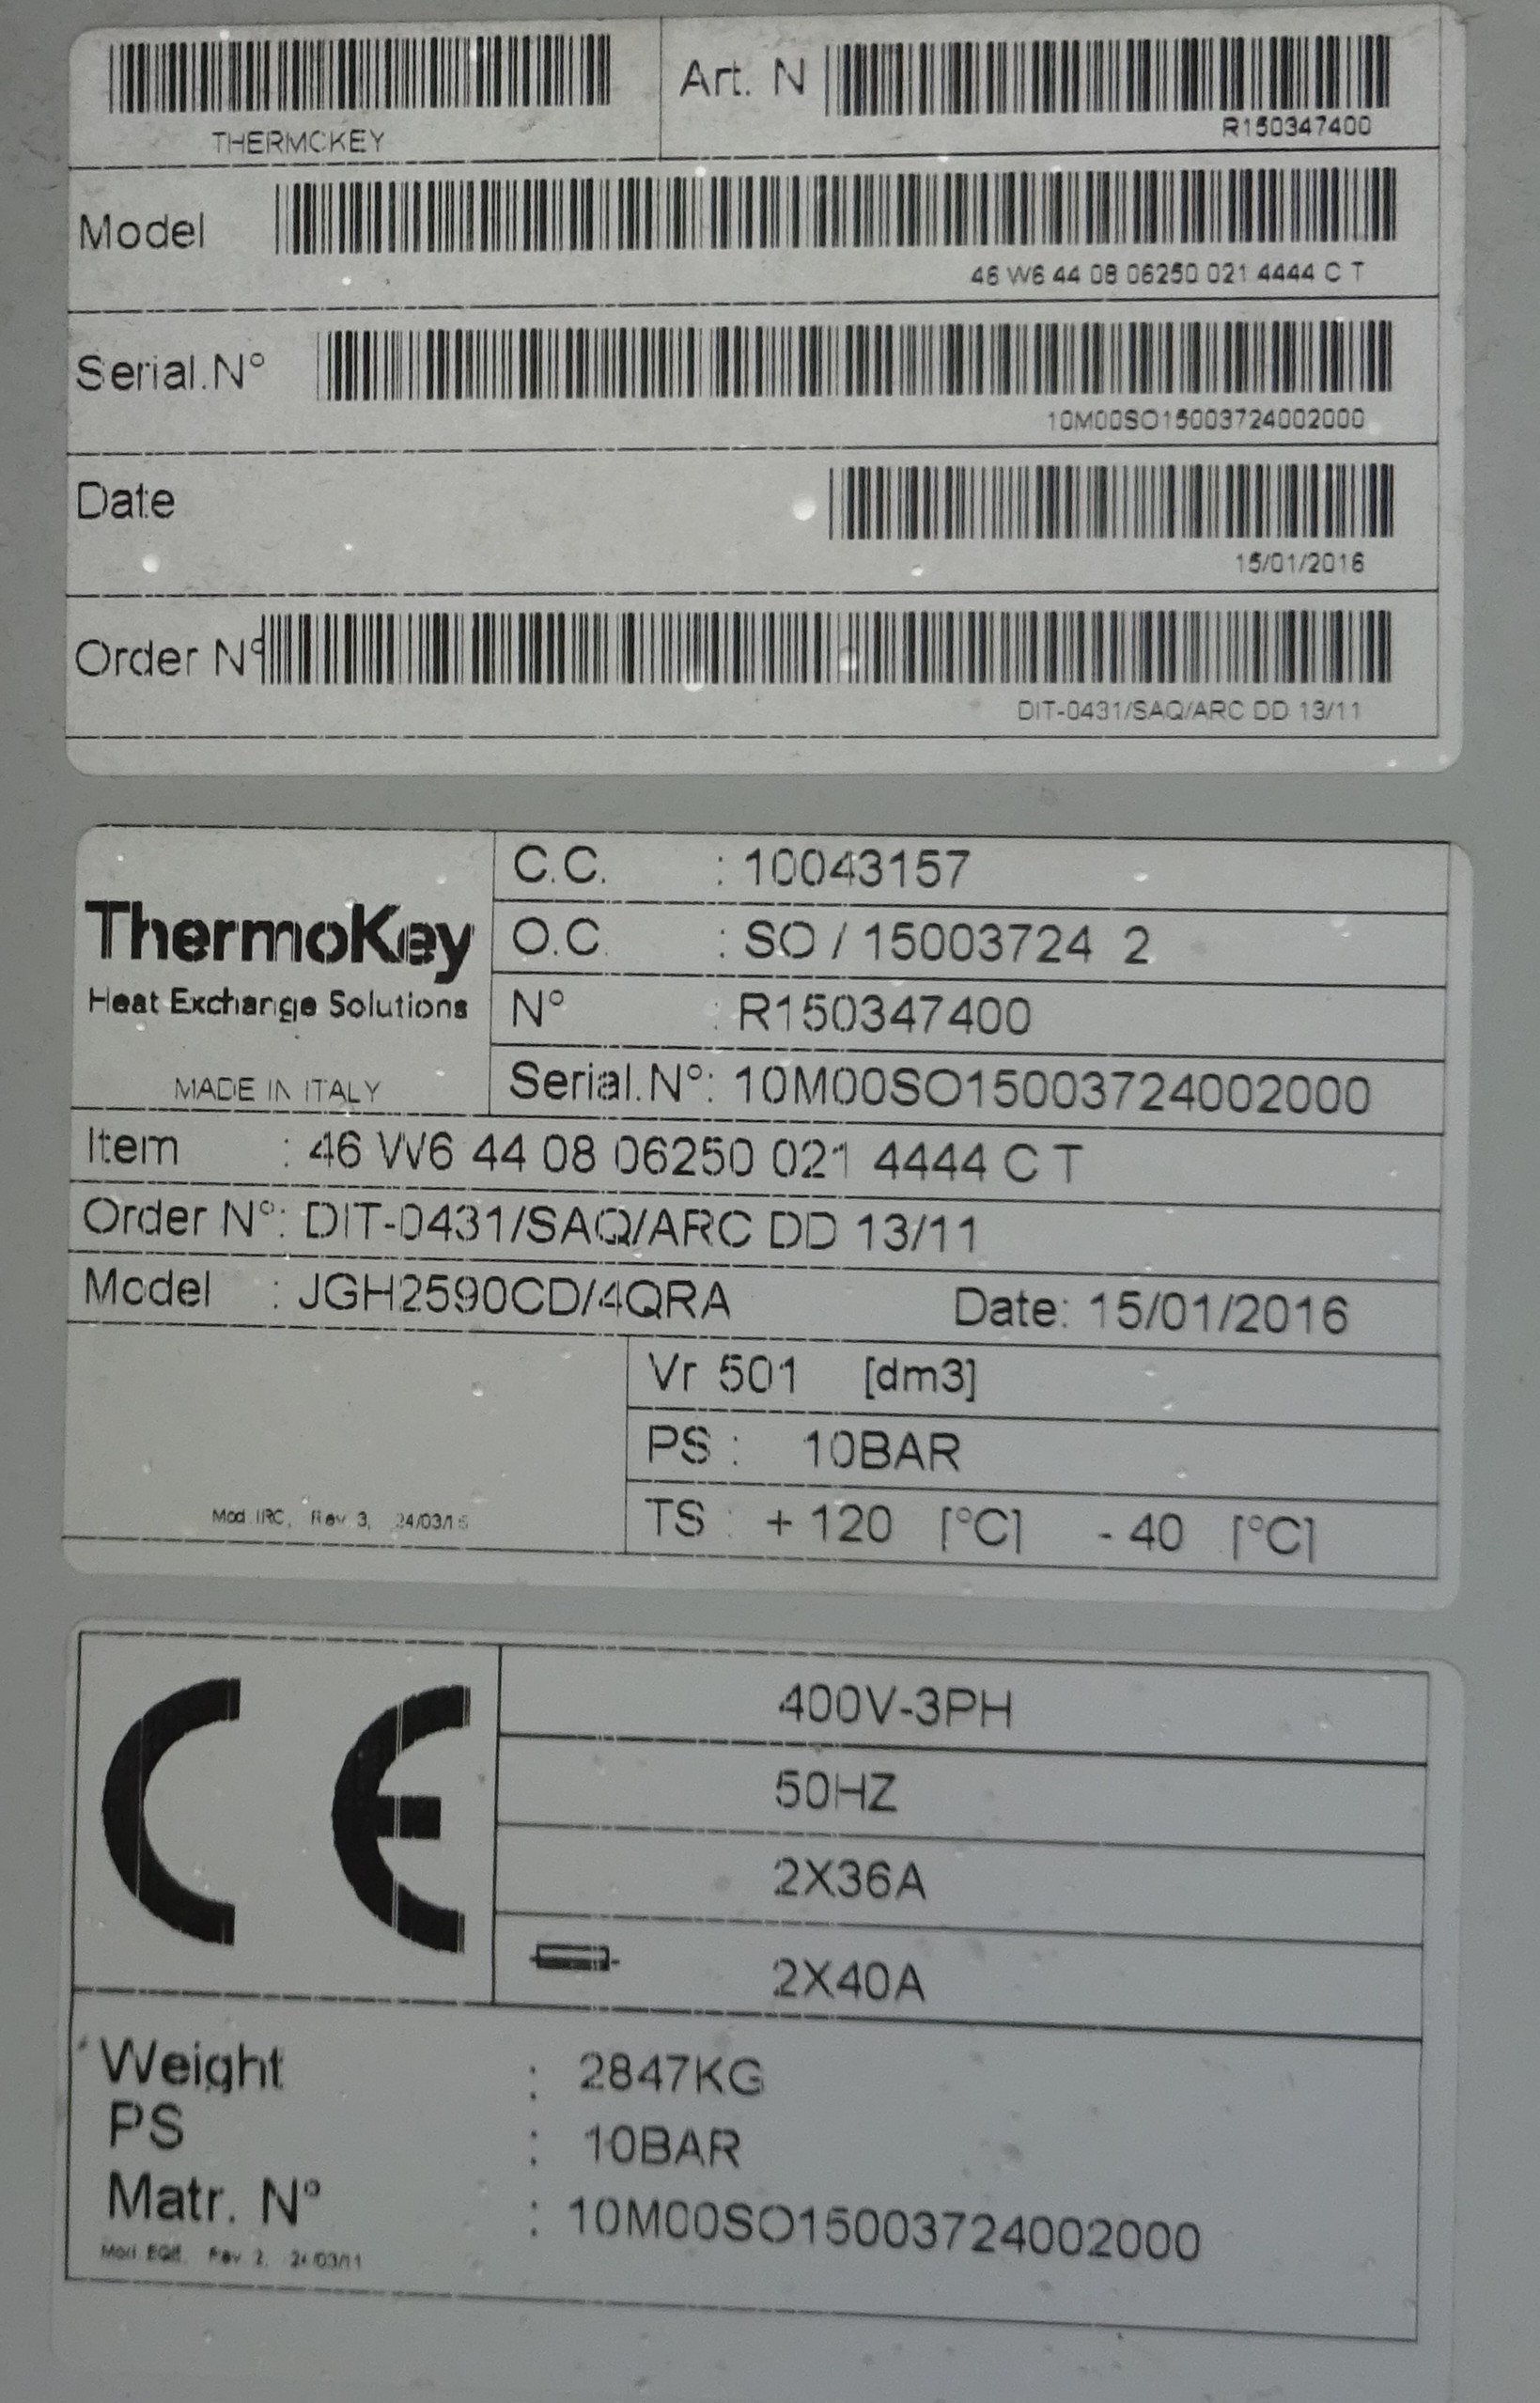 THERMOKEY
Art. N
R150347400
Model
46 W6 44 08 06250 021 4444 C T
Serial.N°
10M00SO15003724002000
Date
15/01/2016
Order N°
DIT-0431/SAQ/ARC DD 13/11
ThermoKey
Heat Exchange Solutions
MADE IN ITALY
C.C. : 10043157
O.C. : SO / 15003724 2
N° : R150347400
Serial.N°: 10M00SO15003724002000
Item : 46 W6 44 08 06250 021 4444 C T
Order N°: DIT-0431/SAQ/ARC DD 13/11
Model : JGH2590CD/4QRA Date: 15/01/2016
Vr 501 [dm3]
PS : 10BAR
TS : + 120 [°C] - 40 [°C]
Mod. IRC, Rev 3, 24/03/15
CE
400V-3PH
50HZ
2X36A
2X40A
Weight : 2847KG
PS : 10BAR
Matr. N° : 10M00SO15003724002000
Rev 2, 24/03/11